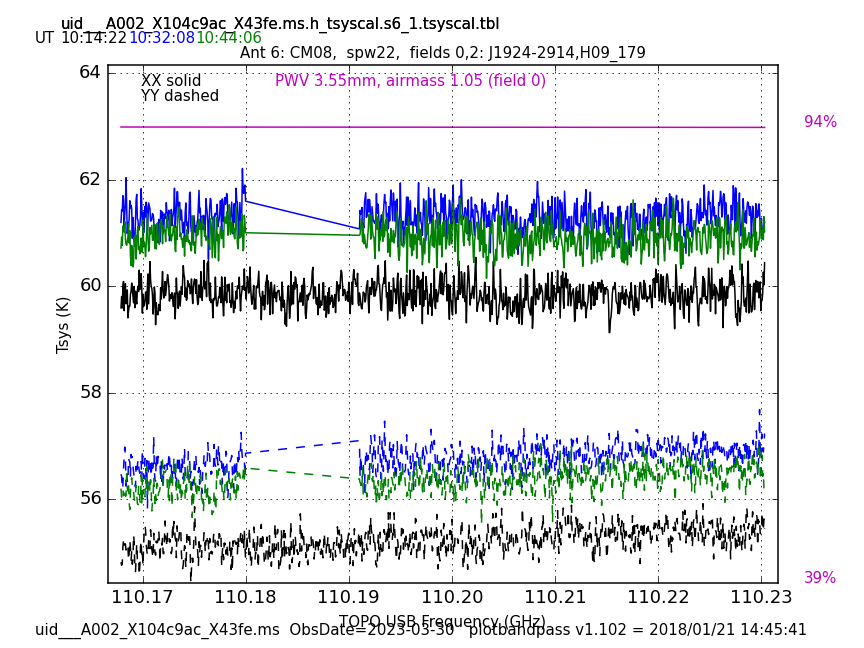 uid___A002_X104c9ac_X43fe.ms.h_tsyscal.s6_1.tsyscal.tbl
UT 10:14:22 10:32:08 10:44:06
Ant 6: CM08, spw22, fields 0,2: J1924-2914,H09_179
64
XX solid
PWV 3.55mm, airmass 1.05 (field 0)
YY dashed
94%
62
60
Tsys (K)
58
56
39%
110.17 110.18 110.19 110.20 110.21 110.22 110.23
TOPO USB Frequency (GHz)
uid___A002_X104c9ac_X43fe.ms ObsDate=2023-03-30 plotbandpass v1.102 = 2018/01/21 14:45:41